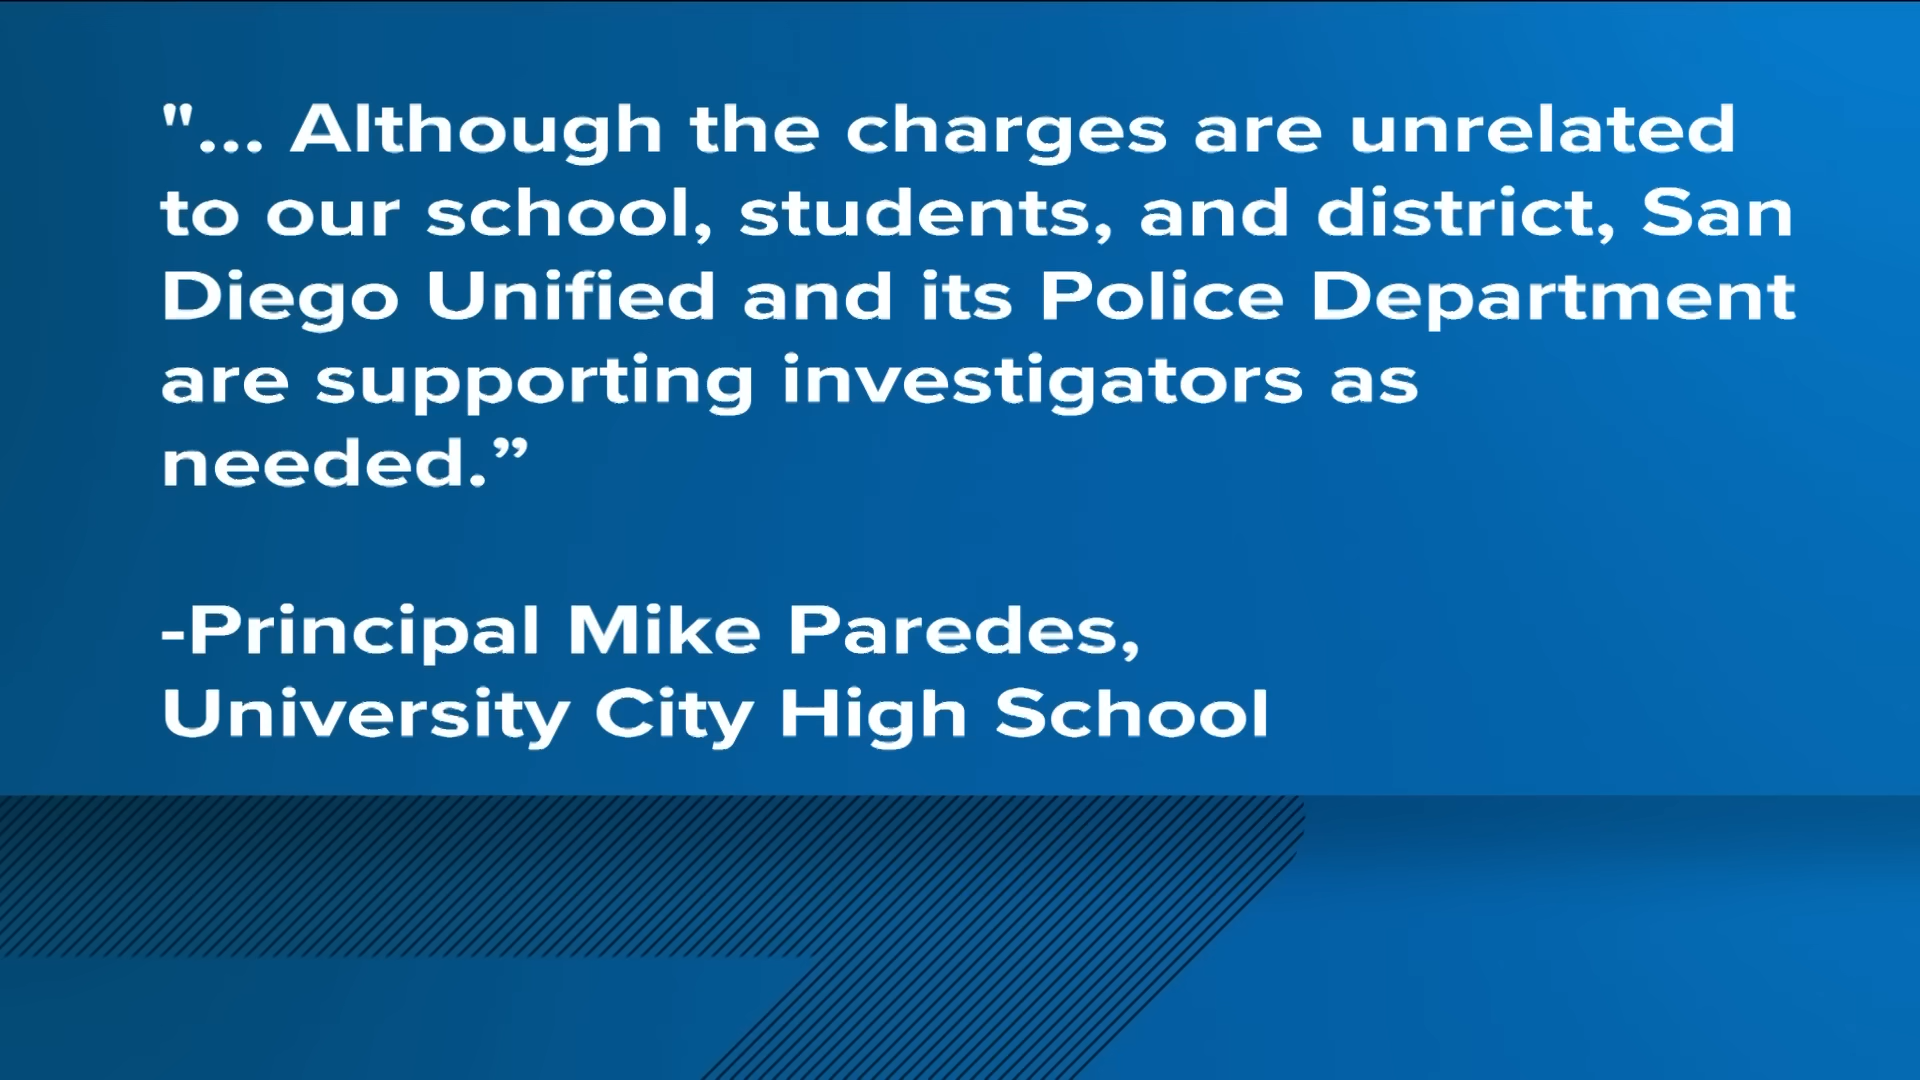 "... Although the charges are unrelated
to our school, students, and district, San
Diego Unified and its Police Department
are supporting investigators as
needed.”
-Principal Mike Paredes,
University City High School